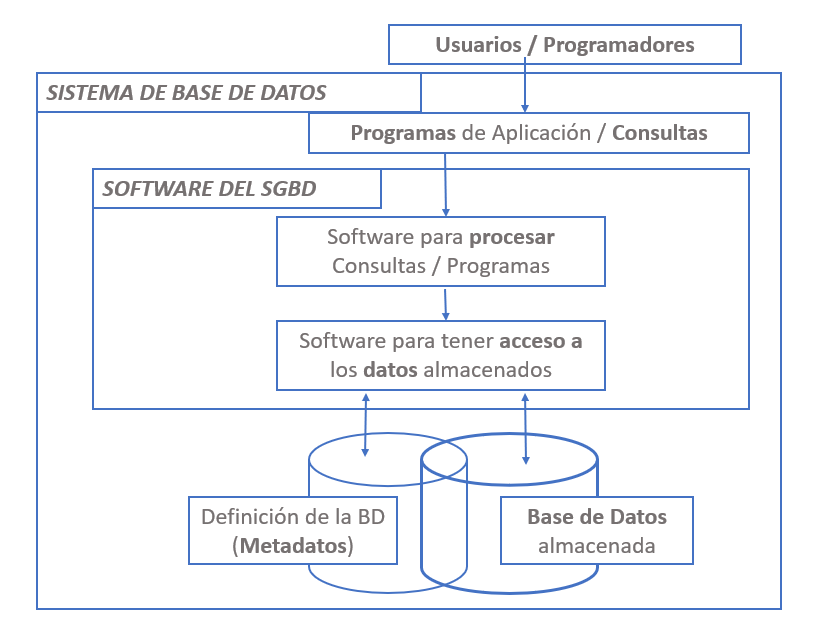 Usuarios / Programadores
SISTEMA DE BASE DE DATOS
Programas de Aplicación / Consultas
SOFTWARE DEL SGBD
Software para procesar
Consultas / Programas
Software para tener acceso a
los datos almacenados
Definición de la BD
(Metadatos)
Base de Datos
almacenada